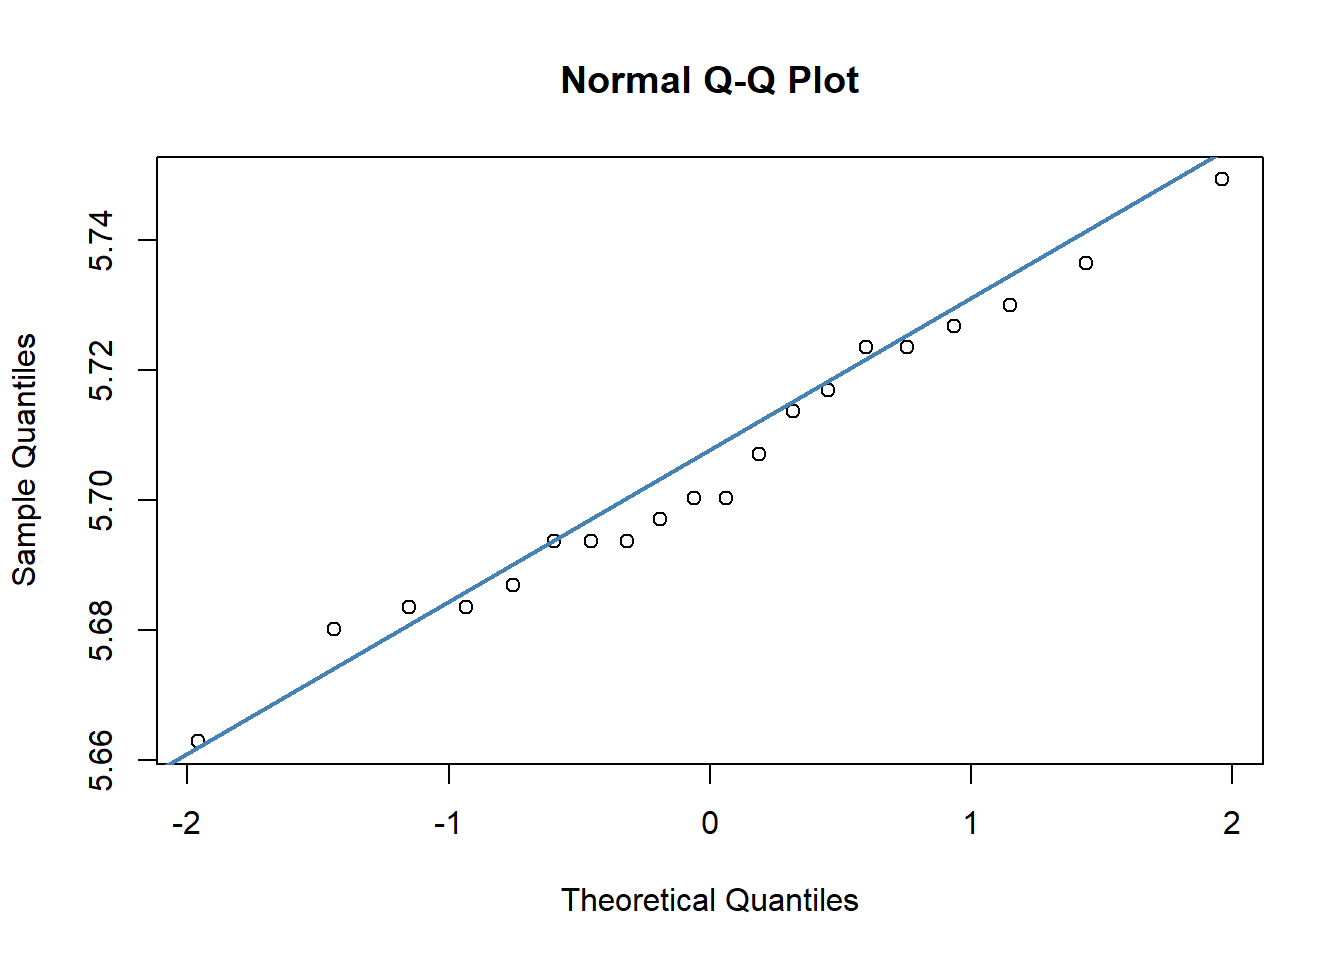 Normal Q-Q Plot
Sample Quantiles
5.74
5.72
5.70
5.68
5.66
-2 -1 0 1 2
Theoretical Quantiles